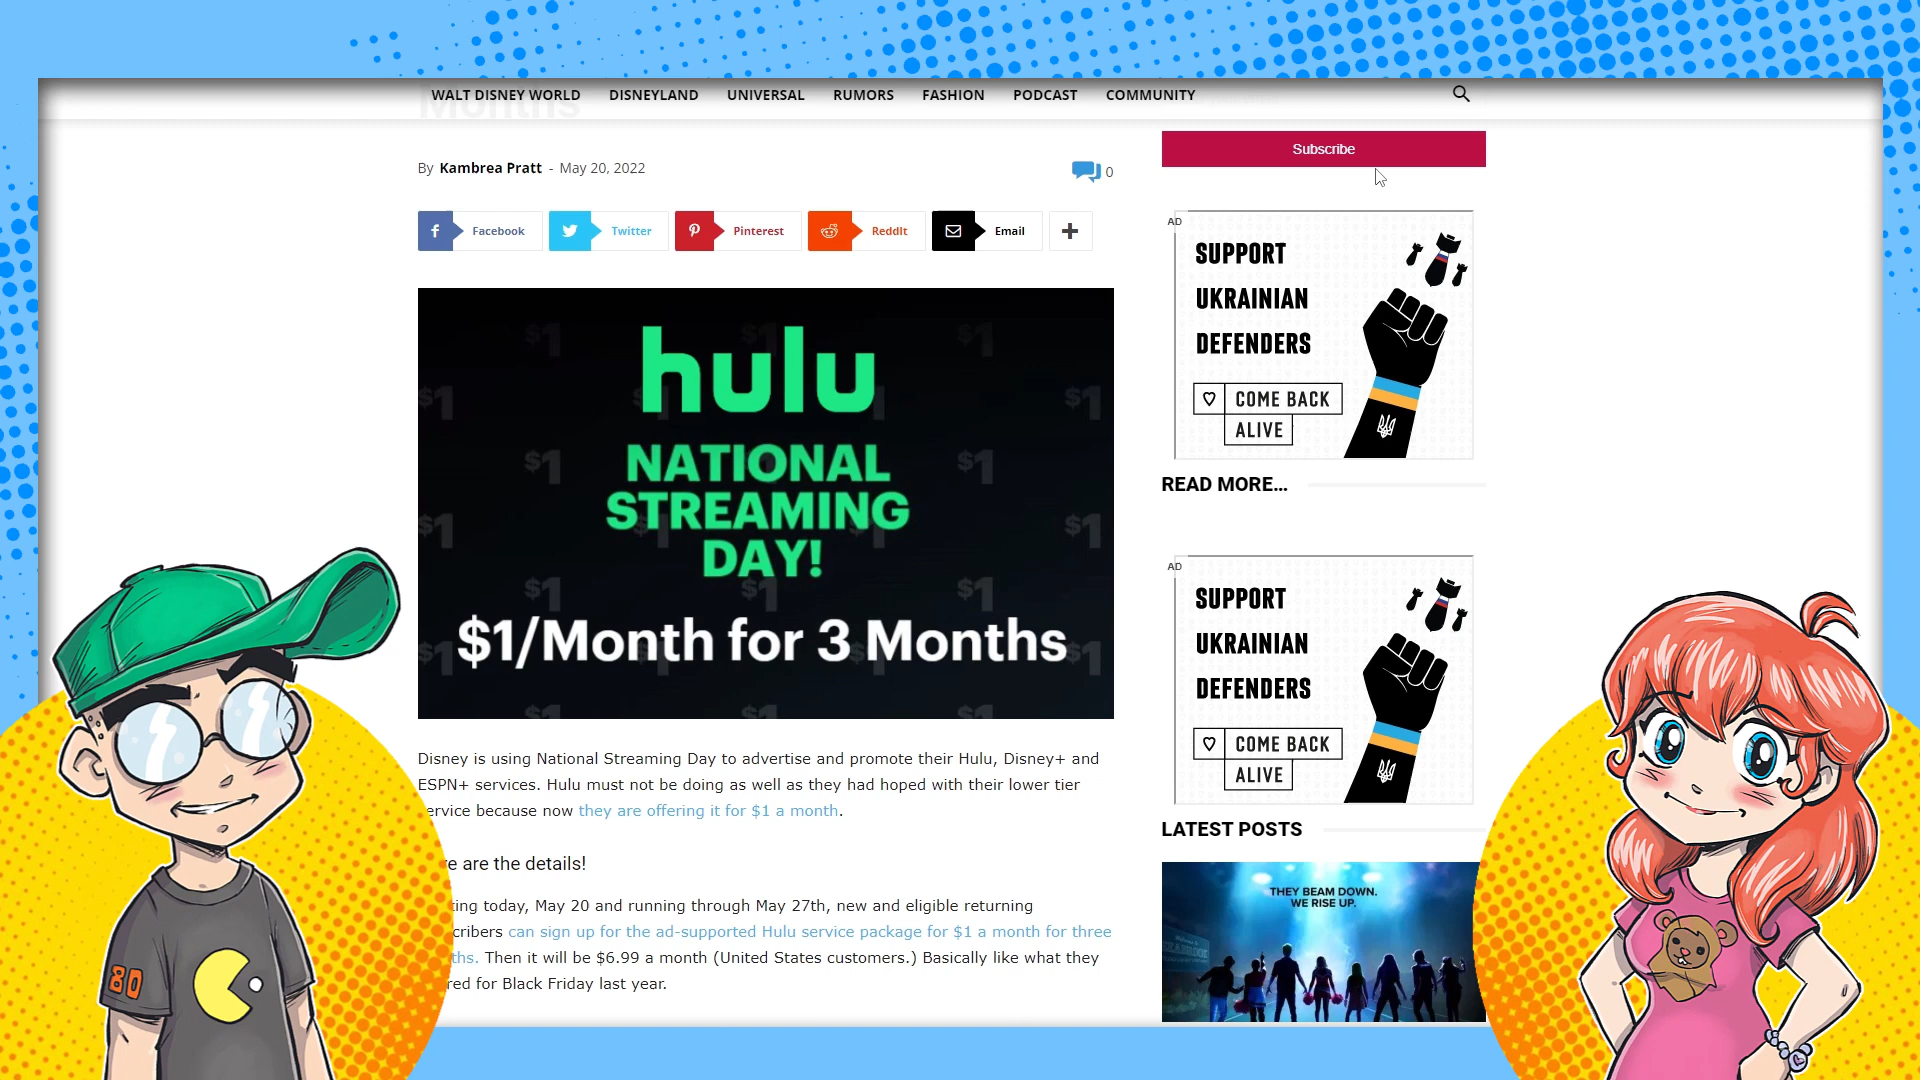 WALT DISNEY WORLD DISNEYLAND UNIVERSAL RUMORS FASHION PODCAST COMMUNITY
Months
By Kambrea Pratt - May 20, 2022 0
Facebook Twitter Pinterest ReddIt Email +
hulu
NATIONAL
STREAMING
DAY!
$1/Month for 3 Months
Disney is using National Streaming Day to advertise and promote their Hulu, Disney+ and
ESPN+ services. Hulu must not be doing as well as they had hoped with their lower tier
ervice because now they are offering it for $1 a month.
e are the details!
ting today, May 20 and running through May 27th, new and eligible returning
cribers can sign up for the ad-supported Hulu service package for $1 a month for three
ths. Then it will be $6.99 a month (United States customers.) Basically like what they
red for Black Friday last year.
Subscribe
AD
SUPPORT
UKRAINIAN
DEFENDERS
COME BACK
ALIVE
READ MORE...
AD
SUPPORT
UKRAINIAN
DEFENDERS
COME BACK
ALIVE
LATEST POSTS
THEY BEAM DOWN.
WE RISE UP.
80